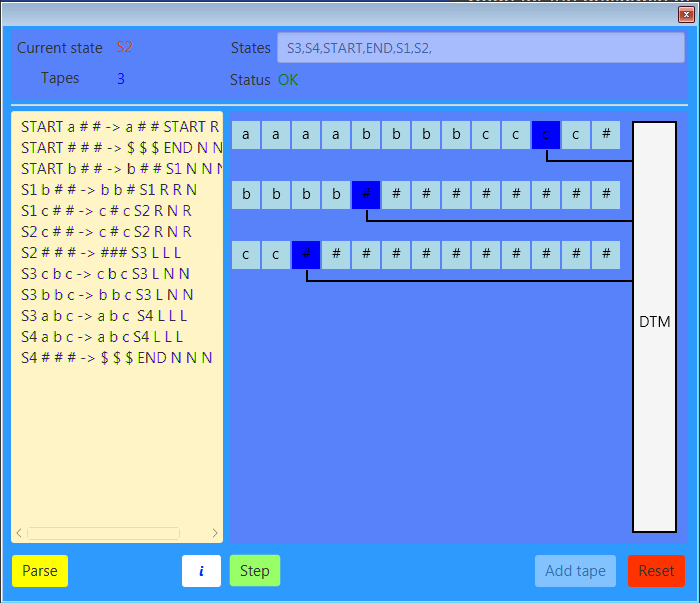 Current state S2 States S3,S4,START,END,S1,S2,
Tapes 3 Status OK
START a # # -> a # # START R
START # # # -> $ $ $ END N N
START b # # -> b # # S1 N N N
S1 b # # -> b b # S1 R R N
S1 c # # -> c # c S2 R N R
S2 c # # -> c # c S2 R N R
S2 # # # -> ### S3 L L L
S3 c b c -> c b c S3 L N N
S3 b b c -> b b c S3 L N N
S3 a b c -> a b c S4 L L L
S4 a b c -> a b c S4 L L L
S4 # # # -> $ $ $ END N N N
a a a a b b b b c c c c #
b b b b # # # # # # # # #
c c # # # # # # # # # # #
DTM
Parse i Step Add tape Reset